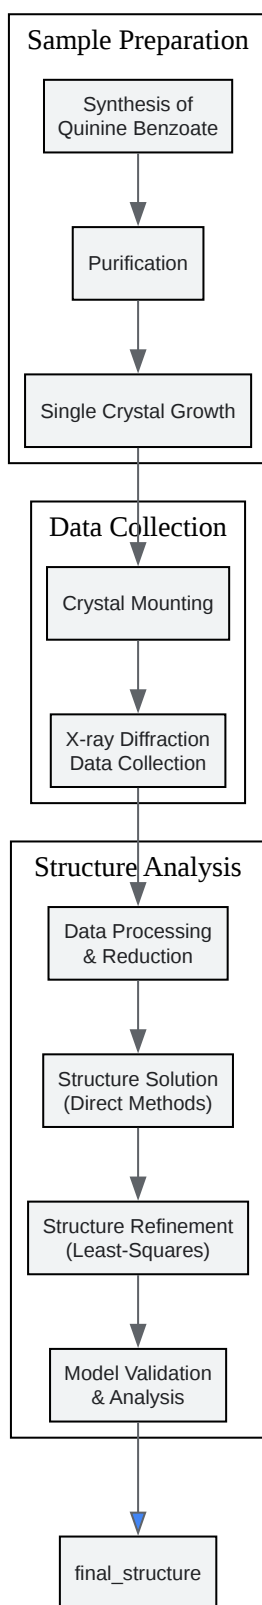 Sample Preparation
Synthesis of
Quinine Benzoate
Purification
Single Crystal Growth
Data Collection
Crystal Mounting
X-ray Diffraction
Data Collection
Structure Analysis
Data Processing
& Reduction
Structure Solution
(Direct Methods)
Structure Refinement
(Least-Squares)
Model Validation
& Analysis
final_structure